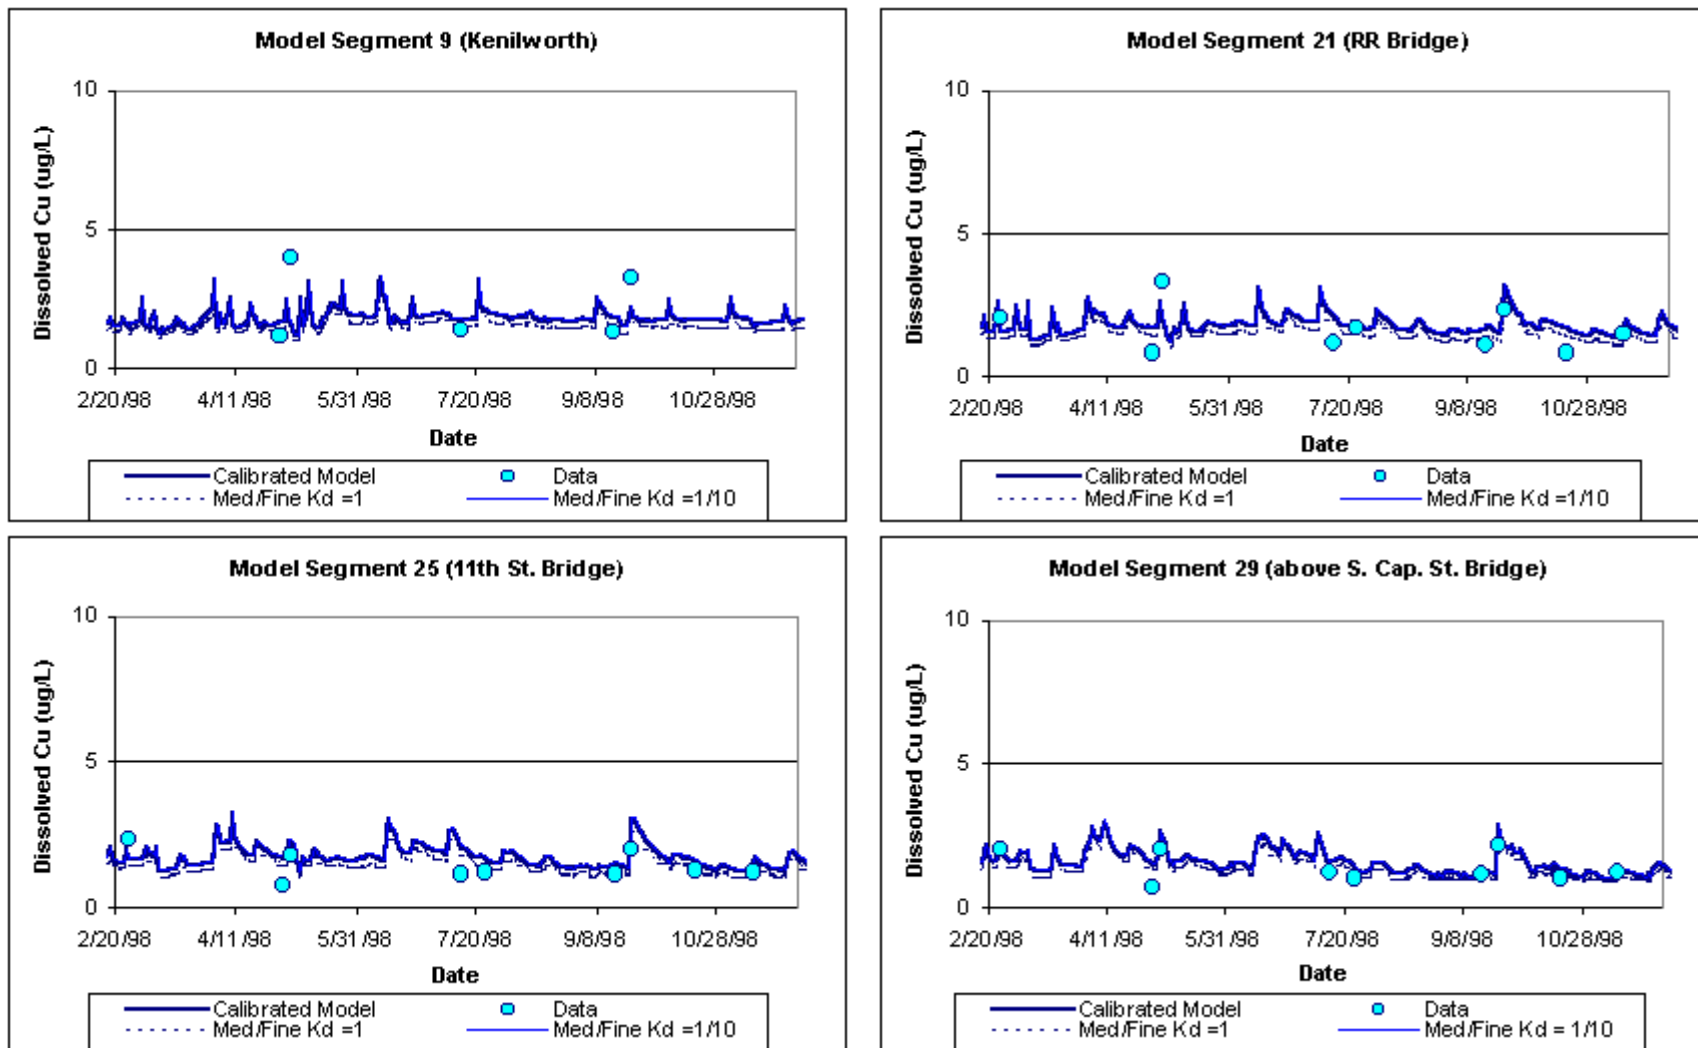 Model Segment 9 (Kenilworth)
10
5
0
Dissolved Cu (ug/L)
2/20/98 4/11/98 5/31/98 7/20/98 9/8/98 10/28/98
Date
Calibrated Model Data
Med/Fine Kd =1 Med/Fine Kd =1/10
Model Segment 21 (RR Bridge)
10
5
0
Dissolved Cu (ug/L)
2/20/98 4/11/98 5/31/98 7/20/98 9/8/98 10/28/98
Date
Calibrated Model Data
Med/Fine Kd =1 Med/Fine Kd =1/10
Model Segment 25 (11th St. Bridge)
10
5
0
Dissolved Cu (ug/L)
2/20/98 4/11/98 5/31/98 7/20/98 9/8/98 10/28/98
Date
Calibrated Model Data
Med/Fine Kd =1 Med/Fine Kd =1/10
Model Segment 29 (above S. Cap. St. Bridge)
10
5
0
Dissolved Cu (ug/L)
2/20/98 4/11/98 5/31/98 7/20/98 9/8/98 10/28/98
Date
Calibrated Model Data
Med/Fine Kd =1 Med/Fine Kd = 1/10